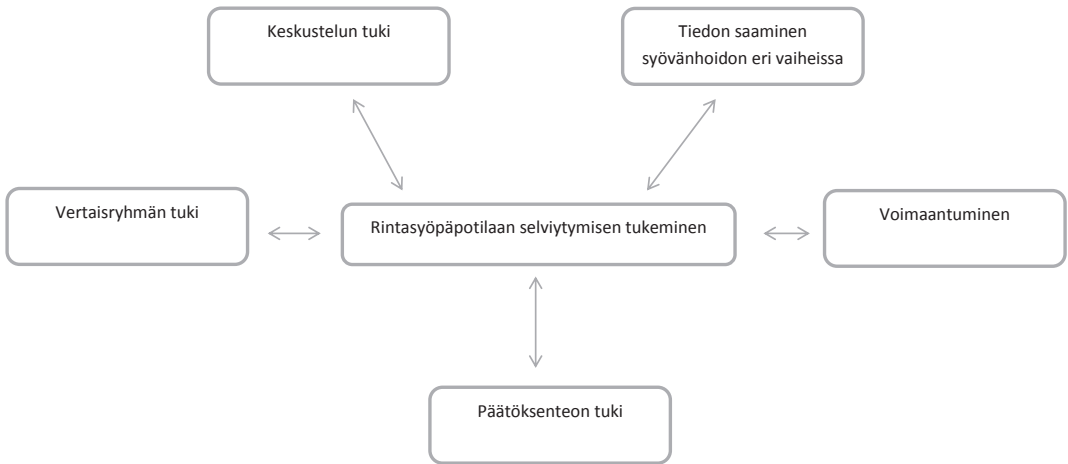 Keskustelun tuki
Tiedon saaminen
syövänhoidon eri vaiheissa
Vertaisryhmän tuki
Rintasyöpäpotilaan selviytymisen tukeminen
Voimaantuminen
Päätöksenteon tuki